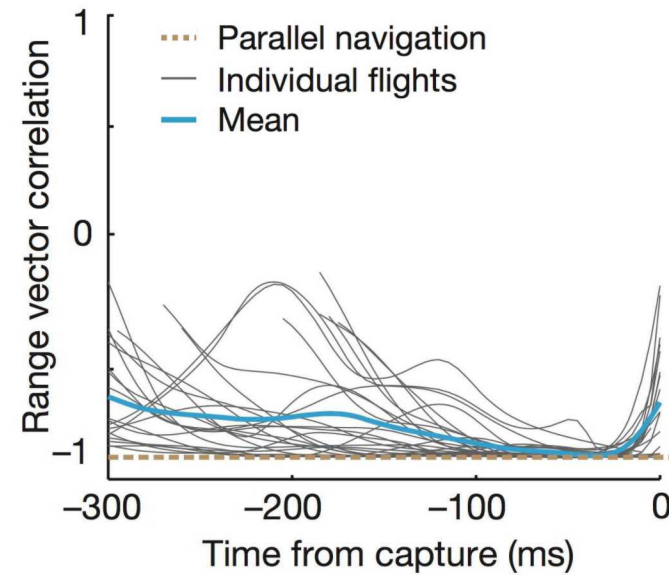 1
Parallel navigation
Individual flights
Mean
Range vector correlation
0
−1
−300
−200
−100
0
Time from capture (ms)